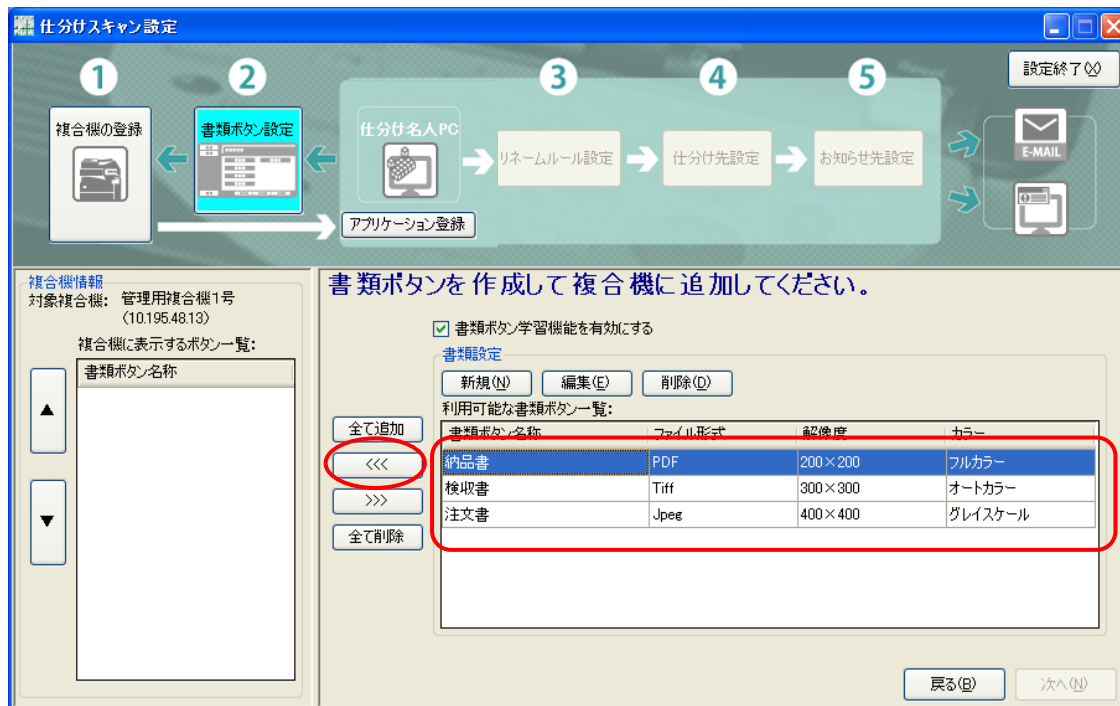 仕分けスキャン設定
1
2
3
4
5
設定終了(X)
複合機の登録
書類ボタン設定
仕分け名人PC
リネームルール設定
仕分け先設定
お知らせ先設定
E-MAIL
アプリケーション登録
複合機情報
対象複合機: 管理用複合機1号
(10.195.48.13)
複合機に表示するボタン一覧:
書類ボタン名称
▲
▼
書類ボタンを作成して複合機に追加してください。
書類ボタン学習機能を有効にする
書類設定
新規(N) 編集(E) 削除(D)
利用可能な書類ボタン一覧:
全て追加
<<<
>>>
全て削除
書類ボタン名称 ファイル形式 解像度 カラー
納品書 PDF 200×200 フルカラー
検収書 Tiff 300×300 オートカラー
注文書 Jpeg 400×400 グレイスケール
戻る(B) 次へ(N)